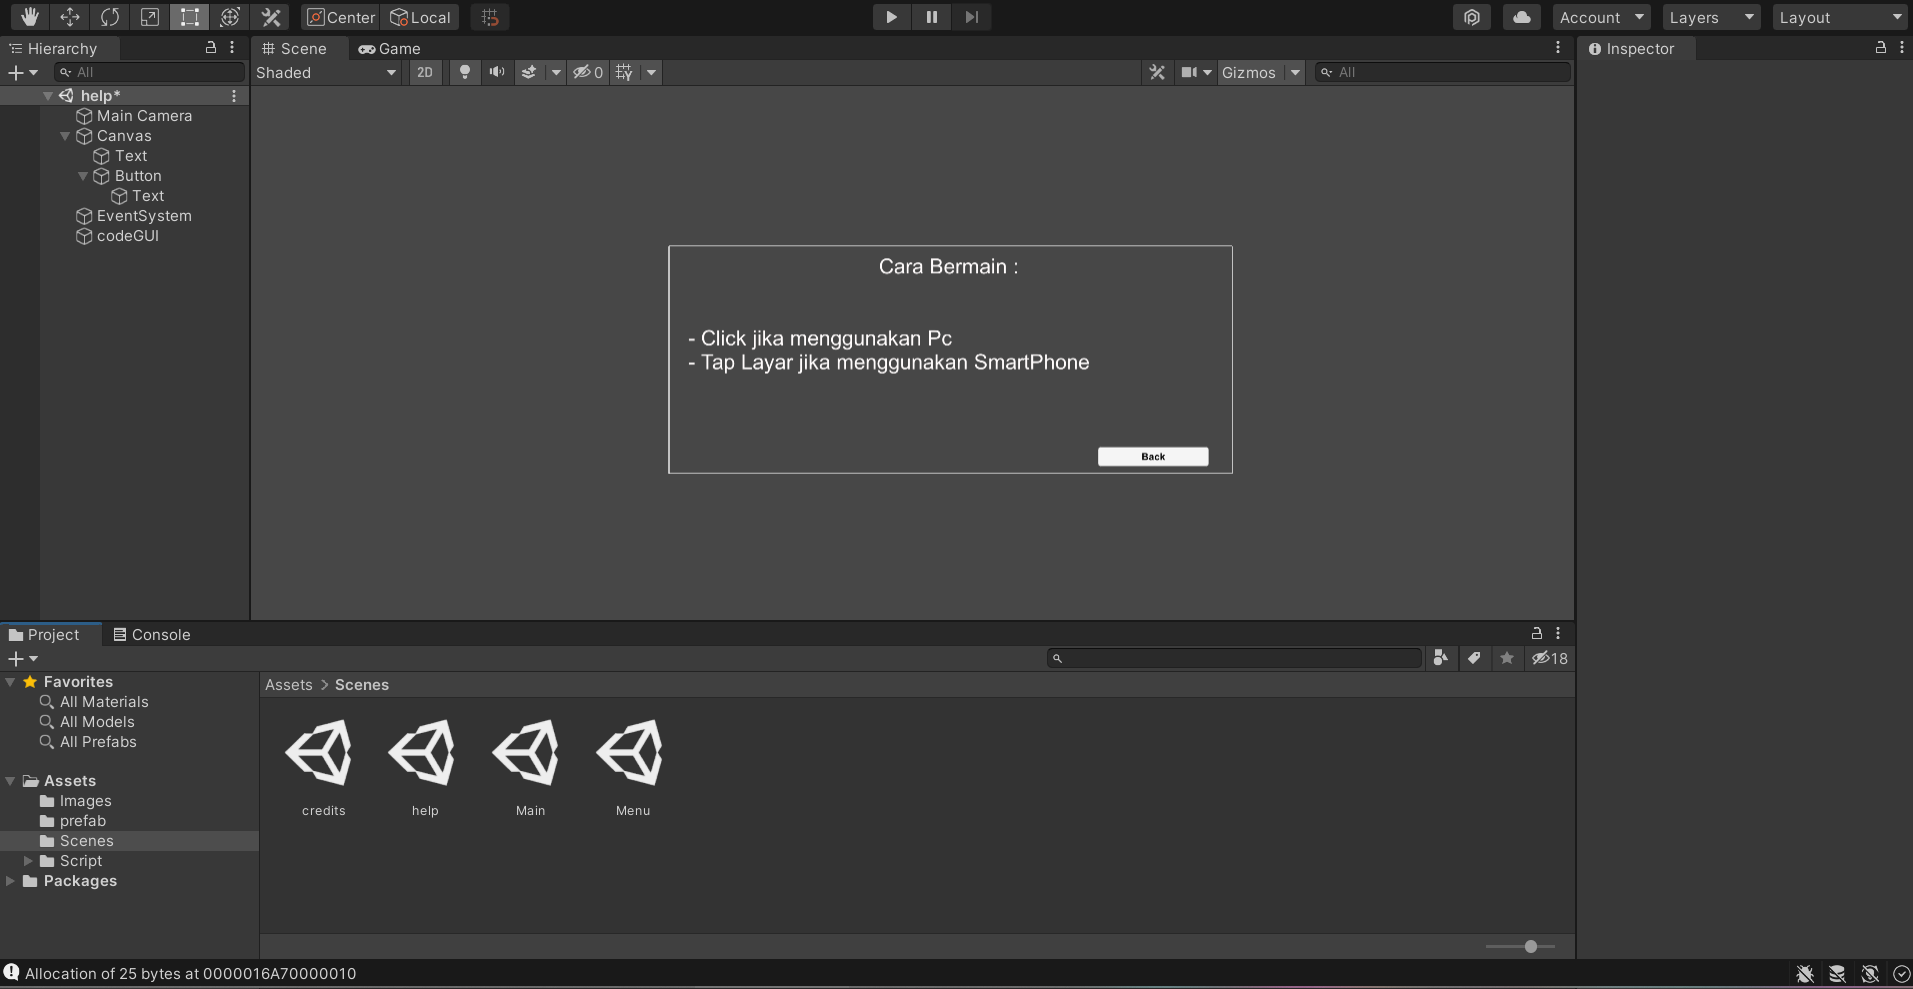 Center
Local
Account
Layers
Layout
Hierarchy
Scene
Game
Inspector
All
Shaded
2D
0
Gizmos
All
help*
Main Camera
Canvas
Text
Button
Text
EventSystem
codeGUI
Cara Bermain :
- Click jika menggunakan Pc
- Tap Layar jika menggunakan SmartPhone
Back
Project
Console
18
Favorites
All Materials
All Models
All Prefabs
Assets
Images
prefab
Scenes
Script
Packages
Assets > Scenes
credits
help
Main
Menu
Allocation of 25 bytes at 0000016A70000010